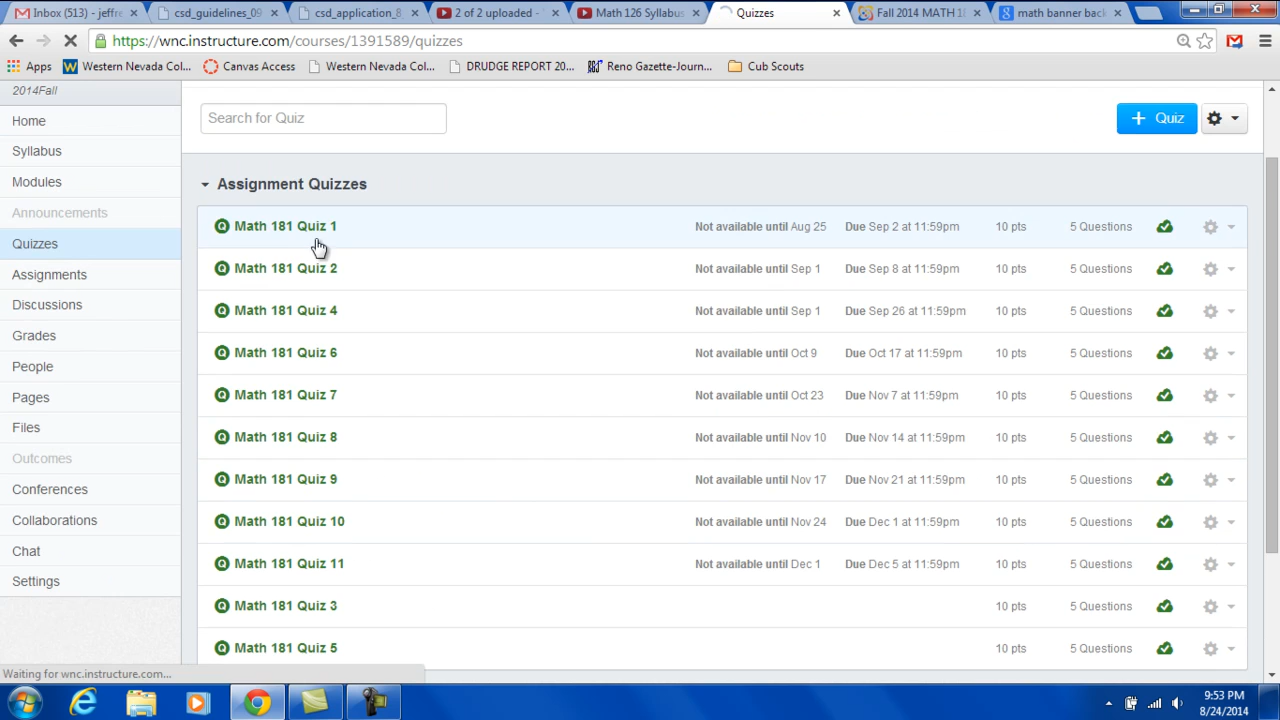 Inbox (513) - jeffre
csd_guidelines_09
csd_application_8
2 of 2 uploaded -
Math 126 Syllabus
Quizzes
Fall 2014 MATH 18
math banner back
https://wnc.instructure.com/courses/1391589/quizzes
Apps
Western Nevada Col...
Canvas Access
Western Nevada Col...
DRUDGE REPORT 20...
Reno Gazette-Journ...
Cub Scouts
2014Fall
Home
Syllabus
Modules
Announcements
Quizzes
Assignments
Discussions
Grades
People
Pages
Files
Outcomes
Conferences
Collaborations
Chat
Settings
Search for Quiz
+ Quiz
Assignment Quizzes
Math 181 Quiz 1 Not available until Aug 25 Due Sep 2 at 11:59pm 10 pts 5 Questions
Math 181 Quiz 2 Not available until Sep 1 Due Sep 8 at 11:59pm 10 pts 5 Questions
Math 181 Quiz 4 Not available until Sep 1 Due Sep 26 at 11:59pm 10 pts 5 Questions
Math 181 Quiz 6 Not available until Oct 9 Due Oct 17 at 11:59pm 10 pts 5 Questions
Math 181 Quiz 7 Not available until Oct 23 Due Nov 7 at 11:59pm 10 pts 5 Questions
Math 181 Quiz 8 Not available until Nov 10 Due Nov 14 at 11:59pm 10 pts 5 Questions
Math 181 Quiz 9 Not available until Nov 17 Due Nov 21 at 11:59pm 10 pts 5 Questions
Math 181 Quiz 10 Not available until Nov 24 Due Dec 1 at 11:59pm 10 pts 5 Questions
Math 181 Quiz 11 Not available until Dec 1 Due Dec 5 at 11:59pm 10 pts 5 Questions
Math 181 Quiz 3 10 pts 5 Questions
Math 181 Quiz 5 10 pts 5 Questions
Waiting for wnc.instructure.com...
9:53 PM
8/24/2014